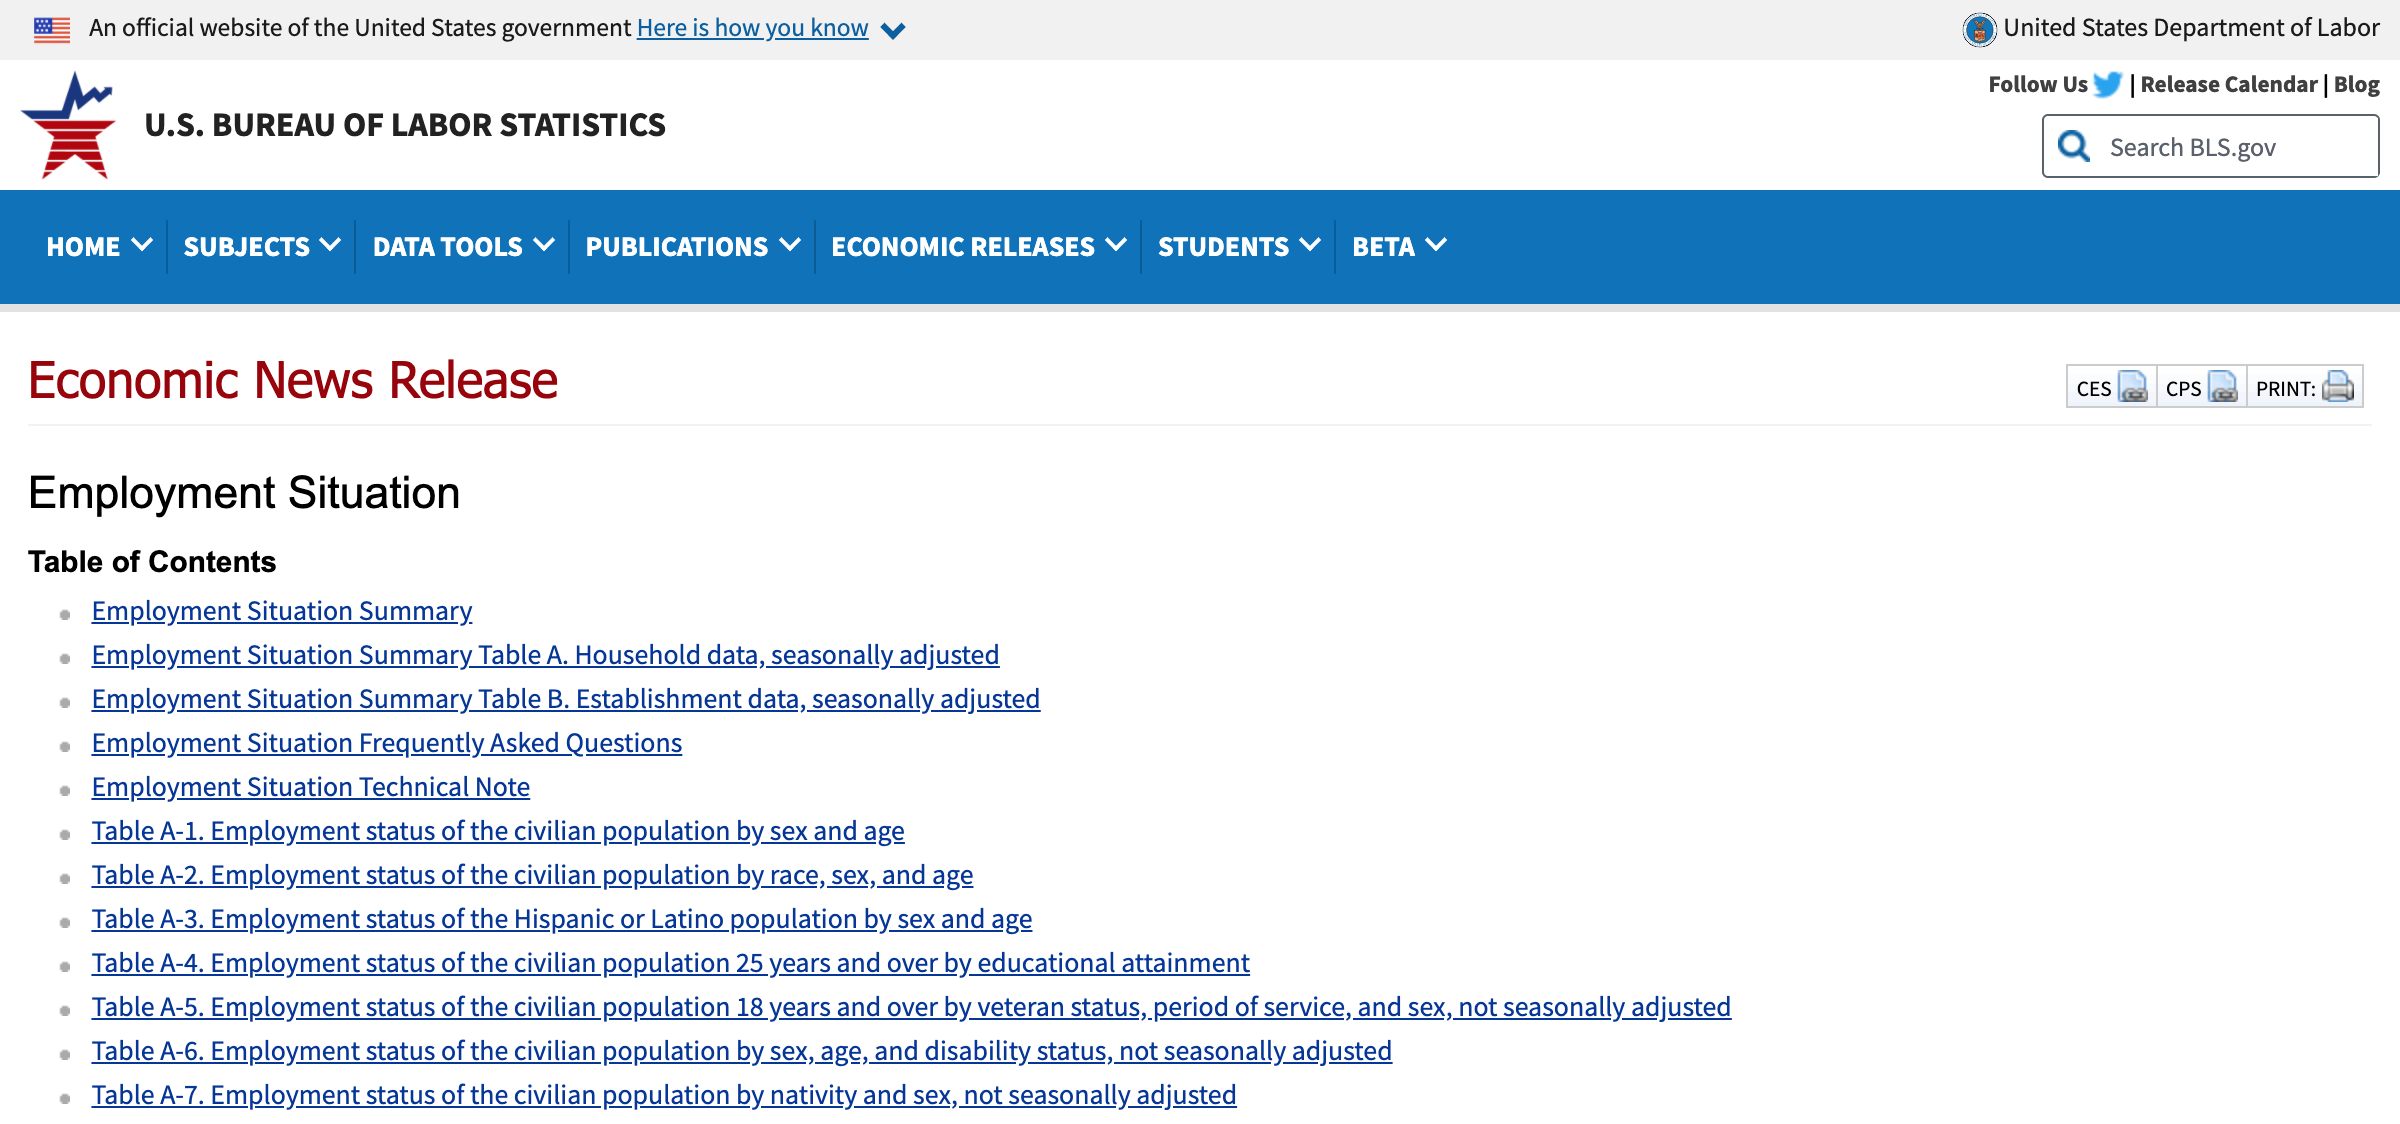 An official website of the United States government Here is how you know
United States Department of Labor
Follow Us | Release Calendar | Blog
U.S. BUREAU OF LABOR STATISTICS
Search BLS.gov
HOME SUBJECTS DATA TOOLS PUBLICATIONS ECONOMIC RELEASES STUDENTS BETA
Economic News Release
CES CPS PRINT:
Employment Situation
Table of Contents
Employment Situation Summary
Employment Situation Summary Table A. Household data, seasonally adjusted
Employment Situation Summary Table B. Establishment data, seasonally adjusted
Employment Situation Frequently Asked Questions
Employment Situation Technical Note
Table A-1. Employment status of the civilian population by sex and age
Table A-2. Employment status of the civilian population by race, sex, and age
Table A-3. Employment status of the Hispanic or Latino population by sex and age
Table A-4. Employment status of the civilian population 25 years and over by educational attainment
Table A-5. Employment status of the civilian population 18 years and over by veteran status, period of service, and sex, not seasonally adjusted
Table A-6. Employment status of the civilian population by sex, age, and disability status, not seasonally adjusted
Table A-7. Employment status of the civilian population by nativity and sex, not seasonally adjusted